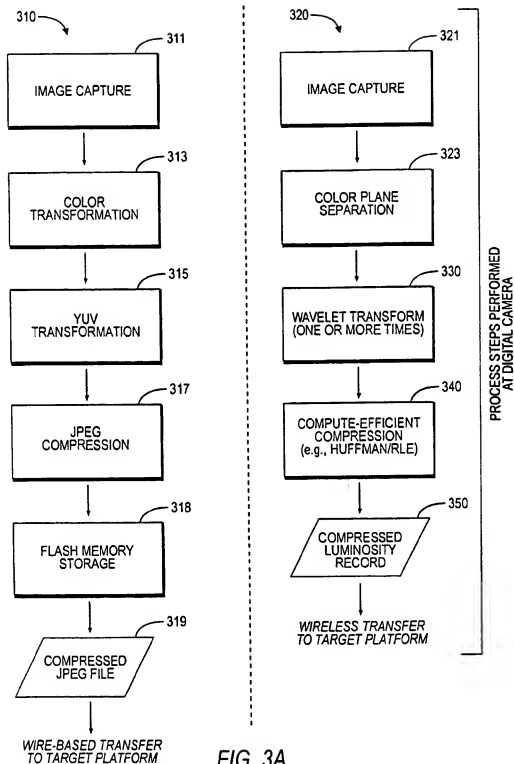 310
311
IMAGE CAPTURE
313
COLOR
TRANSFORMATION
315
YUV
TRANSFORMATION
317
JPEG
COMPRESSION
318
FLASH MEMORY
STORAGE
319
COMPRESSED
JPEG FILE
WIRE-BASED TRANSFER
TO TARGET PLATFORM
320
321
IMAGE CAPTURE
323
COLOR PLANE
SEPARATION
330
WAVELET TRANSFORM
(ONE OR MORE TIMES)
340
COMPUTE-EFFICIENT
COMPRESSION
(e.g., HUFFMAN/RLE)
350
COMPRESSED
LUMINOSITY
RECORD
WIRELESS TRANSFER
TO TARGET PLATFORM
PROCESS STEPS PERFORMED
AT DIGITAL CAMERA
FIG. 3A